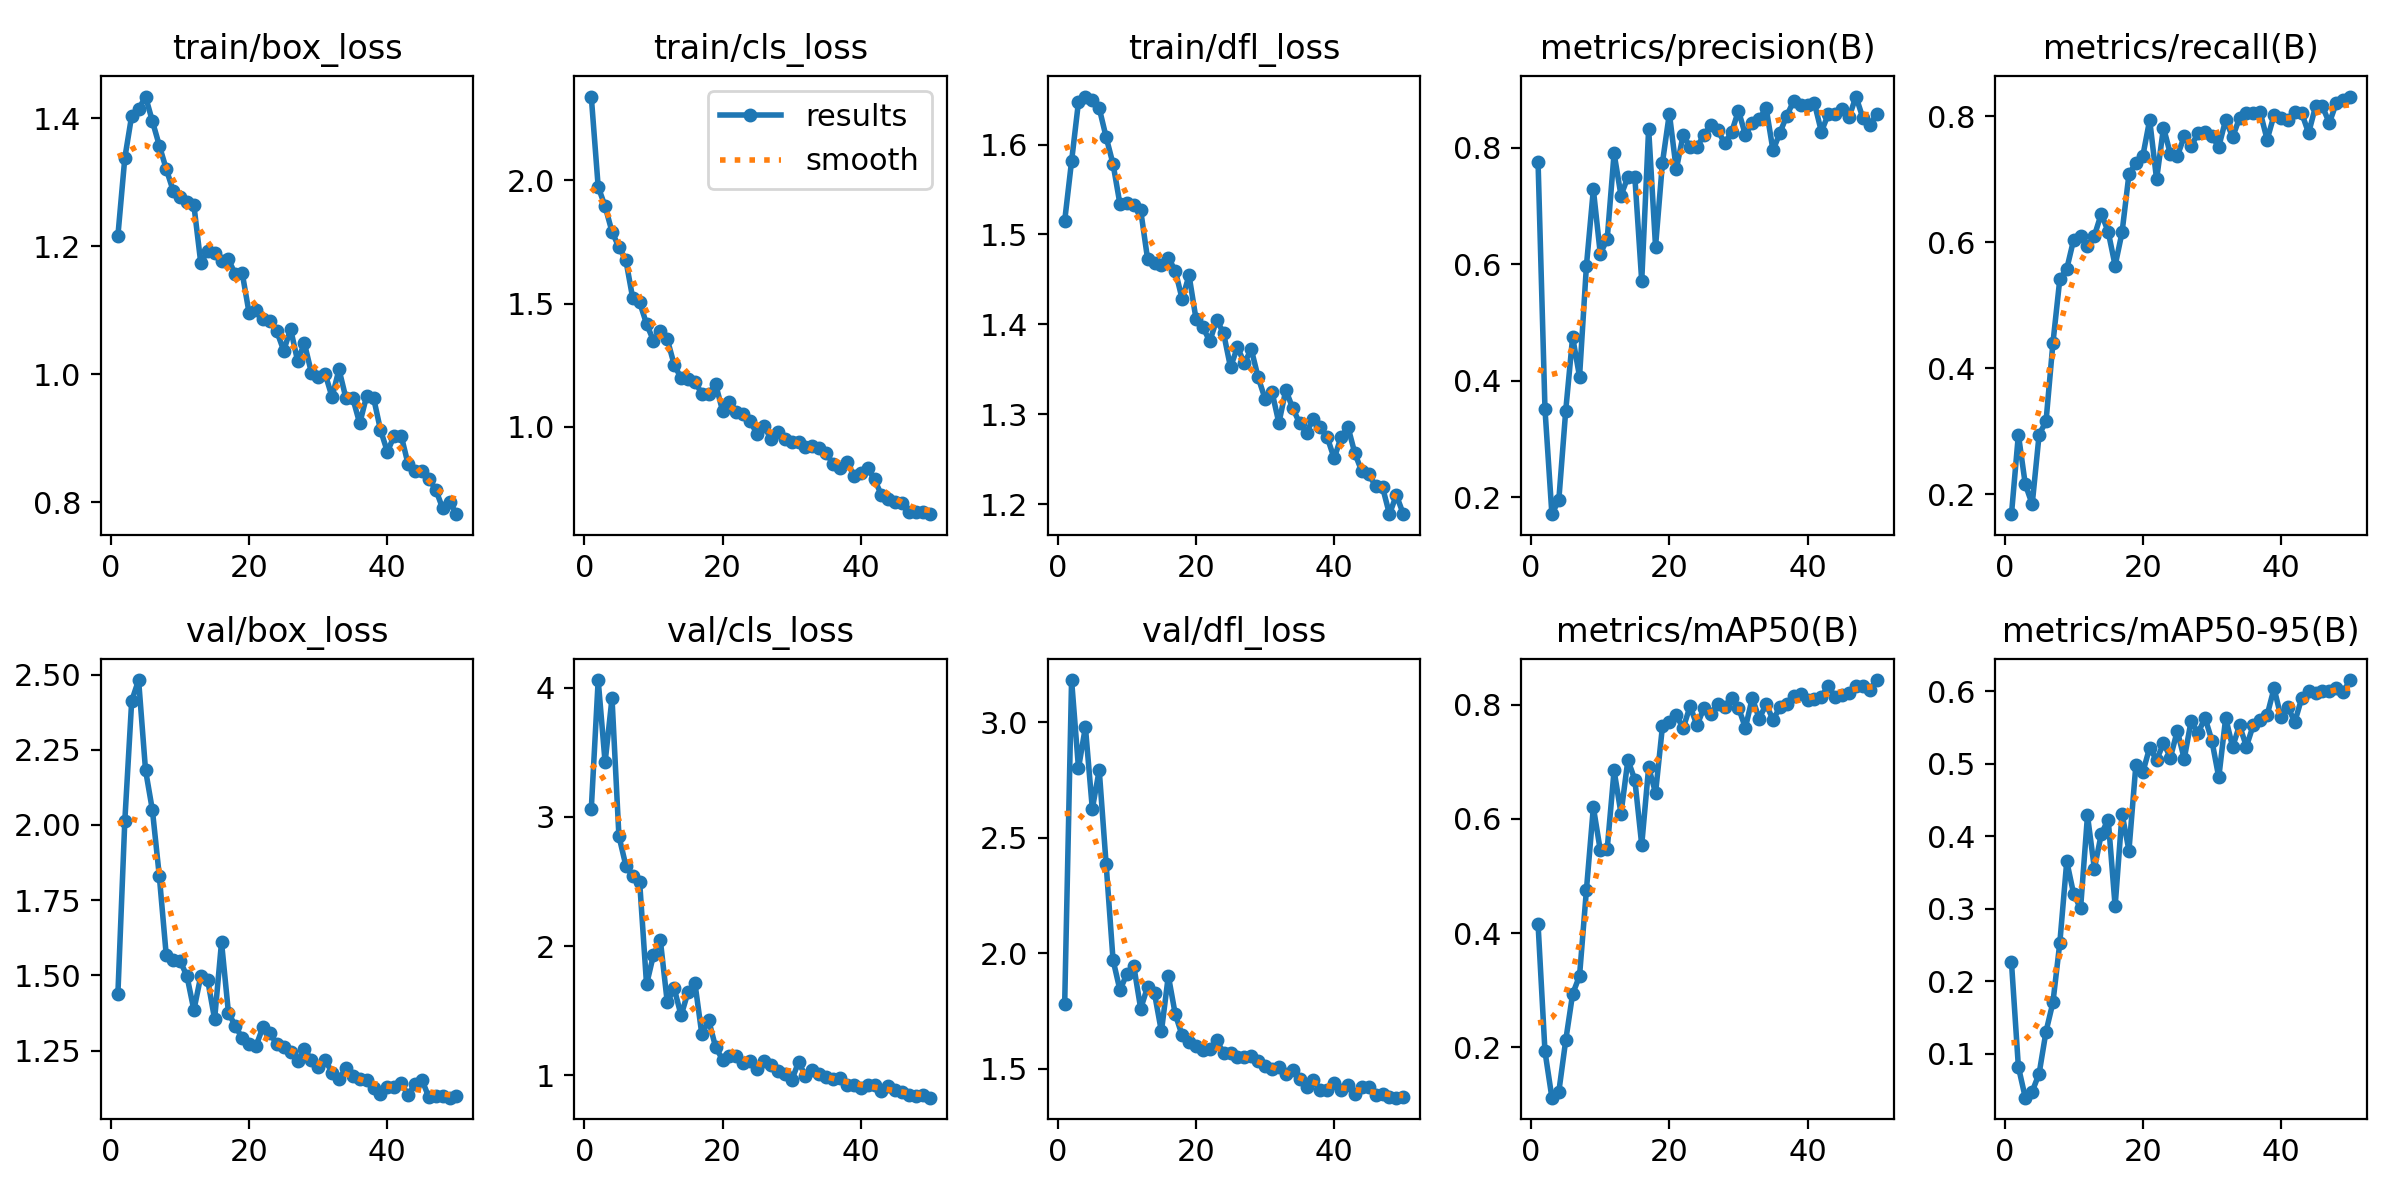 train/box_loss
1.4
1.2
1.0
0.8
0 20 40
train/cls_loss
results
smooth
2.0
1.5
1.0
0 20 40
train/dfl_loss
1.6
1.5
1.4
1.3
1.2
0 20 40
metrics/precision(B)
0.8
0.6
0.4
0.2
0 20 40
metrics/recall(B)
0.8
0.6
0.4
0.2
0 20 40
val/box_loss
2.50
2.25
2.00
1.75
1.50
1.25
0 20 40
val/cls_loss
4
3
2
1
0 20 40
val/dfl_loss
3.0
2.5
2.0
1.5
0 20 40
metrics/mAP50(B)
0.8
0.6
0.4
0.2
0 20 40
metrics/mAP50-95(B)
0.6
0.5
0.4
0.3
0.2
0.1
0 20 40